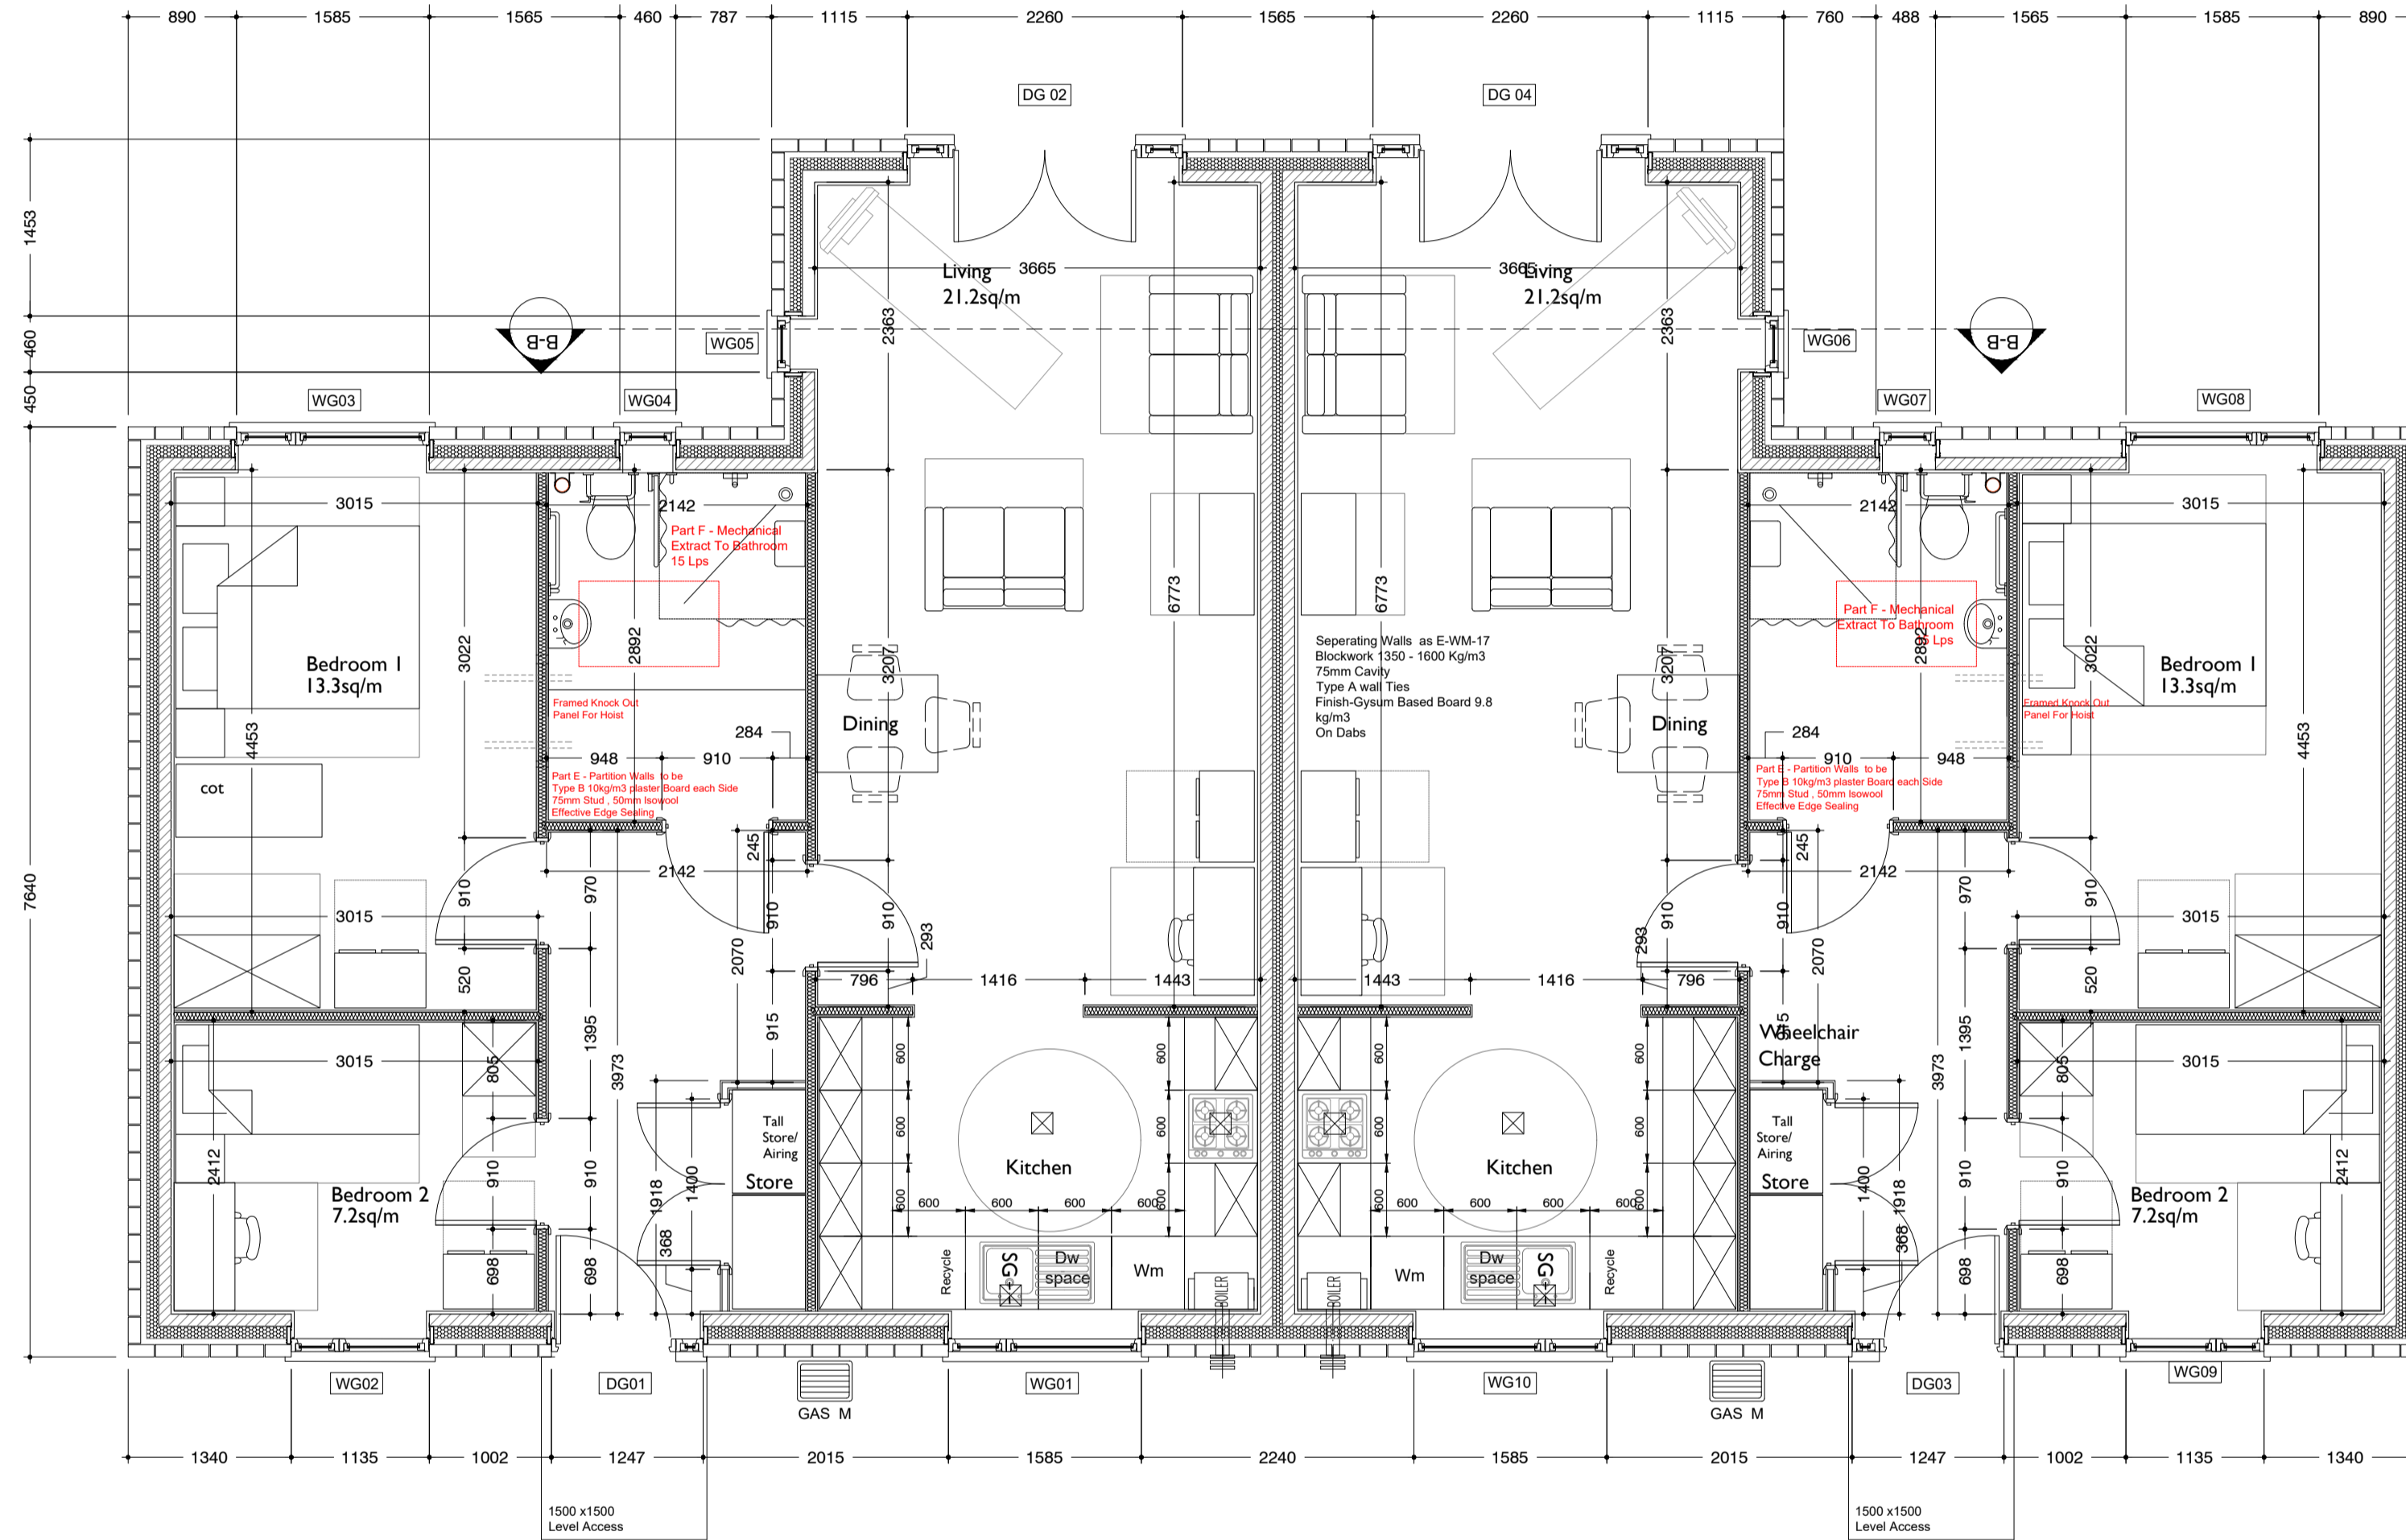 890 1585 1565 460 787 1115 2260 1565 2260 1115 760 488 1565 1585 890
DG 02 DG 04
1453
460
450
7640
B-B
B-B
WG05
WG06
WG03
WG04
WG07
WG08
Living
21.2sq/m
3665
2363
3665
Living
21.2sq/m
2363
3015
2142
Part F - Mechanical
Extract To Bathroom
15 Lps
2892
3022
4453
Bedroom 1
13.3sq/m
cot
Framed Knock Out
Panel For Hoist
284
948 910
Part E - Partition Walls to be
Type B 10kg/m3 plaster Board each Side
75mm Stud , 50mm Isowool
Effective Edge Sealing
Dining
3207
6773
6773
Seperating Walls as E-WM-17
Blockwork 1350 - 1600 Kg/m3
75mm Cavity
Type A wall Ties
Finish-Gysum Based Board 9.8
kg/m3
On Dabs
3207
Dining
2142
Part F - Mechanical
Extract To Bathroom
Lps
2892
284
910 948
Part E - Partition Walls to be
Type B 10kg/m3 plaster Board each Side
75mm Stud , 50mm Isowool
Effective Edge Sealing
3015
3022
Bedroom 1
13.3sq/m
Framed Knock Out
Panel For Hoist
4453
245
2142
910
970
910
910
3015
2070
520
293
796 1416 1443
1443 1416 796
293
910
245
2142
910
970
910
3015
2070
520
915
1395
3973
805
3015
2412
Bedroom 2
7.2sq/m
910
910
698
698
1918
1400
368
Tall
Store/
Airing
Store
600
600
600
600
600
600
Kitchen
600 600 600 600
Recycle
SG
Dw
space
Wm
BOILER
BOILER
600
600
600
600
600
600
Kitchen
600 600 600 600
Wm
Dw
space
SG
Recycle
Wheelchair
Charge
915
Tall
Store/
Airing
Store
1400
1918
368
1395
3973
805
3015
910
910
2412
Bedroom 2
7.2sq/m
698
698
WG02
DG01
GAS M
WG01
WG10
GAS M
DG03
WG09
1340 1135 1002 1247 2015 1585 2240 1585 2015 1247 1002 1135 1340
1500 x1500
Level Access
1500 x1500
Level Access